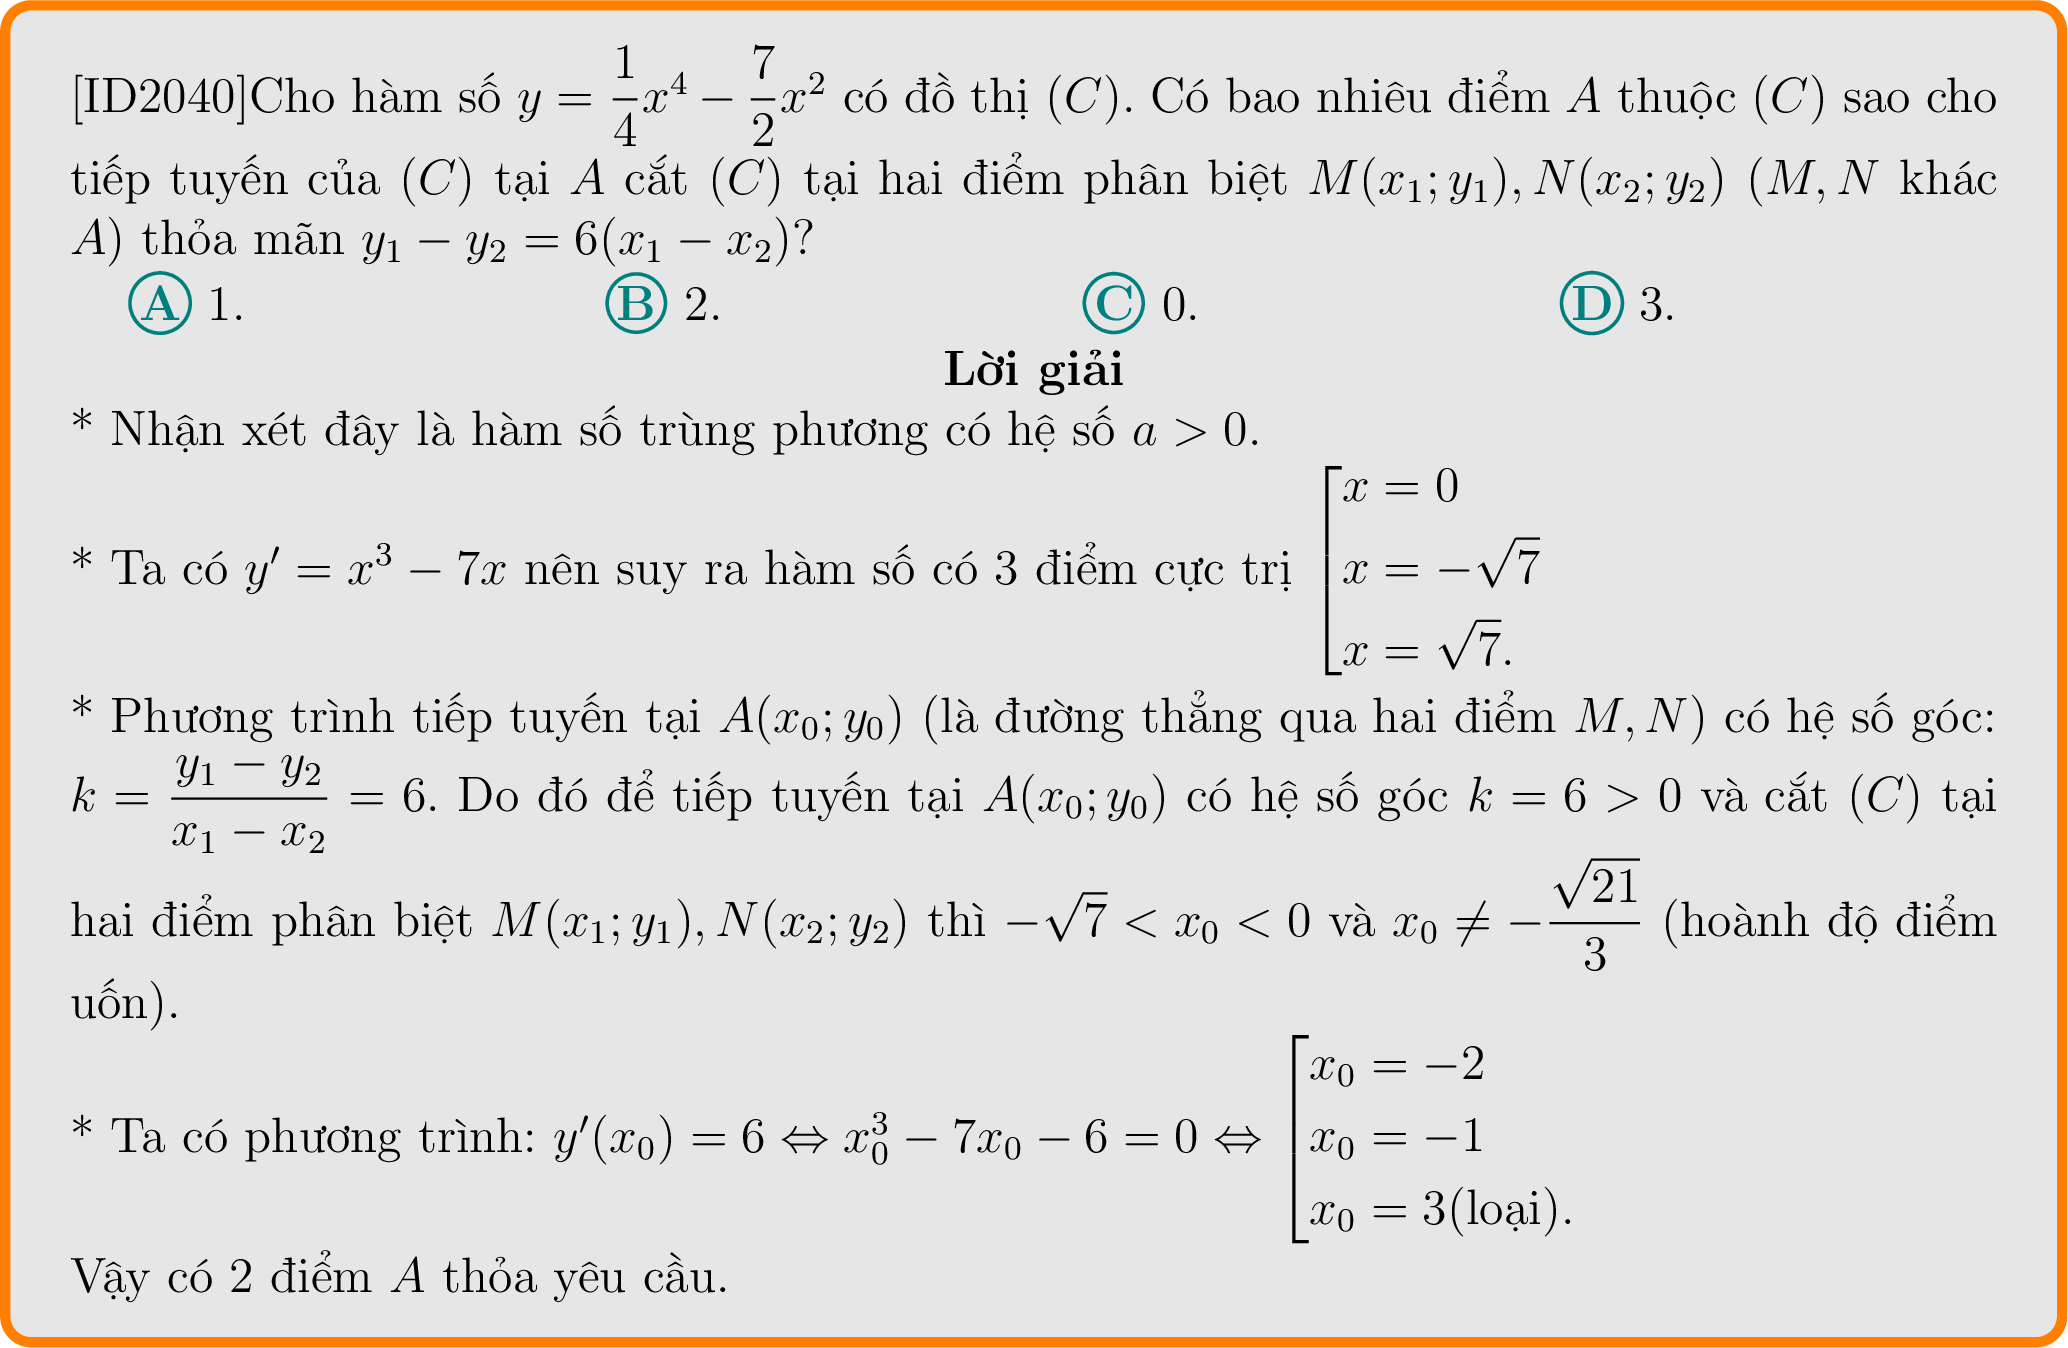 [ID2040]Cho hàm số $y = \dfrac{1}{4}x^4 - \dfrac{7}{2}x^2$ có đồ thị $(C)$. Có bao nhiêu điểm $A$ thuộc $(C)$ sao cho
tiếp tuyến của $(C)$ tại $A$ cắt $(C)$ tại hai điểm phân biệt $M(x_1; y_1), N(x_2; y_2)$ ($M, N$ khác
$A$) thỏa mãn $y_1 - y_2 = 6(x_1 - x_2)$?
A 1. B 2. C 0. D 3.
Lời giải
* Nhận xét đây là hàm số trùng phương có hệ số $a > 0$.
* Ta có $y' = x^3 - 7x$ nên suy ra hàm số có 3 điểm cực trị $\left[\begin{array}{l} x = 0 \\ x = -\sqrt{7} \\ x = \sqrt{7}. \end{array}\right.$
* Phương trình tiếp tuyến tại $A(x_0; y_0)$ (là đường thẳng qua hai điểm $M, N$) có hệ số góc:
$k = \dfrac{y_1 - y_2}{x_1 - x_2} = 6$. Do đó để tiếp tuyến tại $A(x_0; y_0)$ có hệ số góc $k = 6 > 0$ và cắt $(C)$ tại
hai điểm phân biệt $M(x_1; y_1), N(x_2; y_2)$ thì $-\sqrt{7} < x_0 < 0$ và $x_0 \neq -\dfrac{\sqrt{21}}{3}$ (hoành độ điểm
uốn).
* Ta có phương trình: $y'(x_0) = 6 \Leftrightarrow x_0^3 - 7x_0 - 6 = 0 \Leftrightarrow \left[\begin{array}{l} x_0 = -2 \\ x_0 = -1 \\ x_0 = 3 \text{(loại)}. \end{array}\right.$
Vậy có 2 điểm $A$ thỏa yêu cầu.